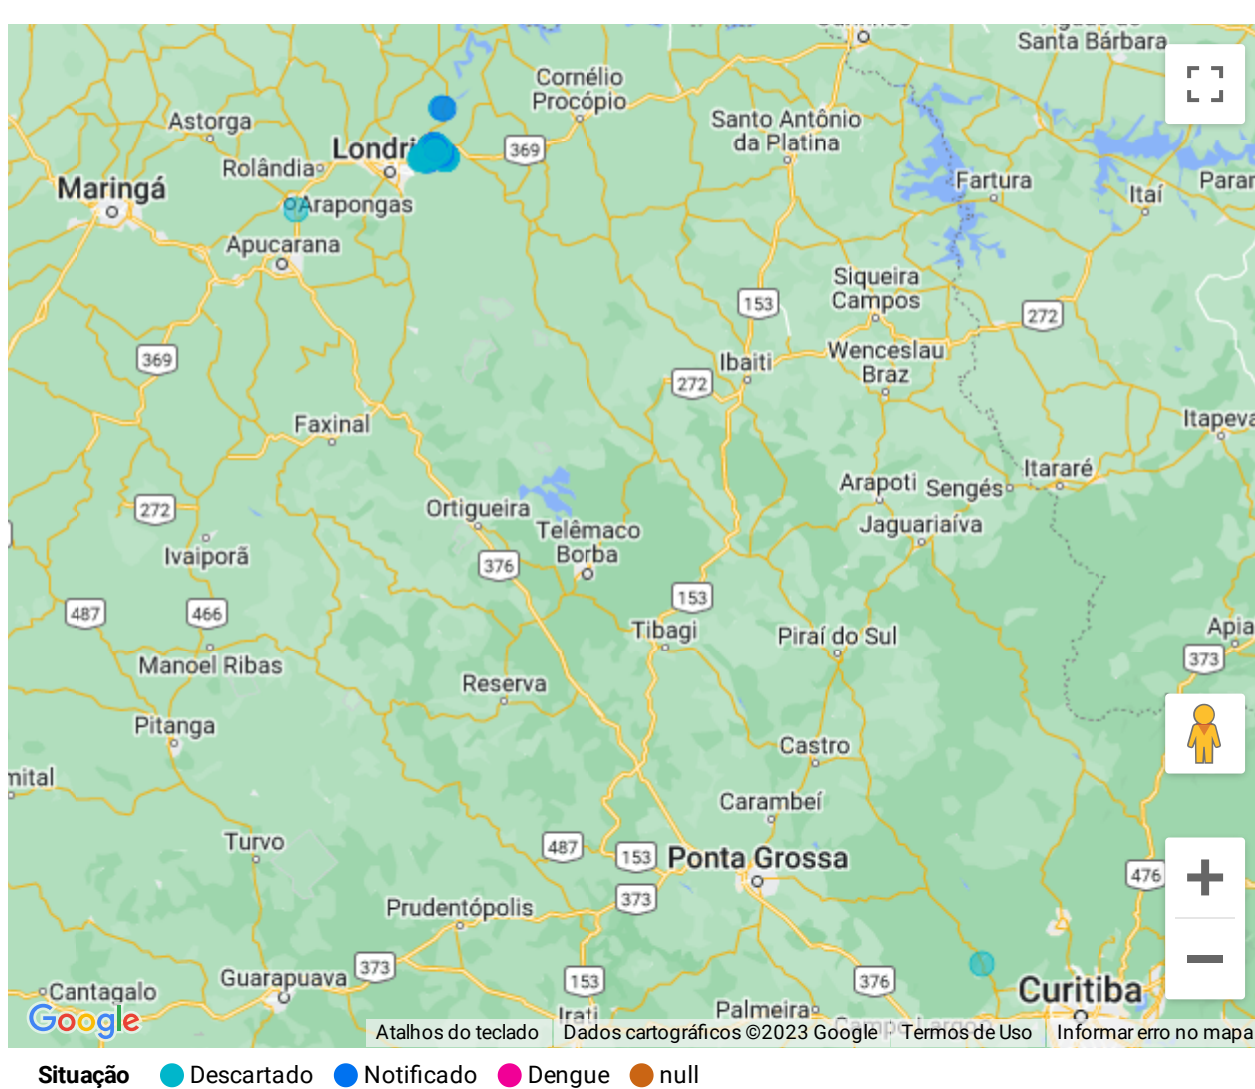 Santa Bárbara
Cornélio
Procópio
Astorga
Santo Antônio
da Platina
Londri
369
Rolândia
Maringá
Fartura
Itaí
Arapongas
Apucarana
Siqueira
Campos
153
272
369
Ibaiti
Wenceslau
Braz
272
Faxinal
Itararé
Arapoti
Sengés
272
Ortigueira
Jaguariaíva
Telêmaco
Borba
Ivaiporã
376
487
466
153
Tibagi
Piraí do Sul
373
Manoel Ribas
Reserva
Pitanga
Castro
Carambeí
Turvo
487
153
Ponta Grossa
476
373
Prudentópolis
Guarapuava
373
153
376
Cantagalo
Curitiba
Palmeira
Irati
Campo Largo
Google
Atalhos do teclado
Dados cartográficos ©2023 Google
Termos de Uso
Informar erro no mapa
Situação Descartado Notificado Dengue null